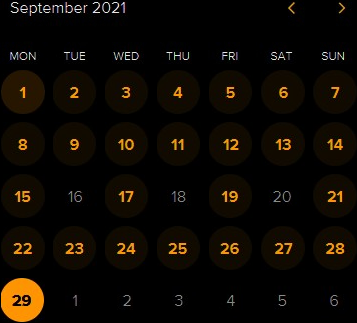 September 2021
MON TUE WED THU FRI SAT SUN
1 2 3 4 5 6 7
8 9 10 11 12 13 14
15 16 17 18 19 20 21
22 23 24 25 26 27 28
29 1 2 3 4 5 6